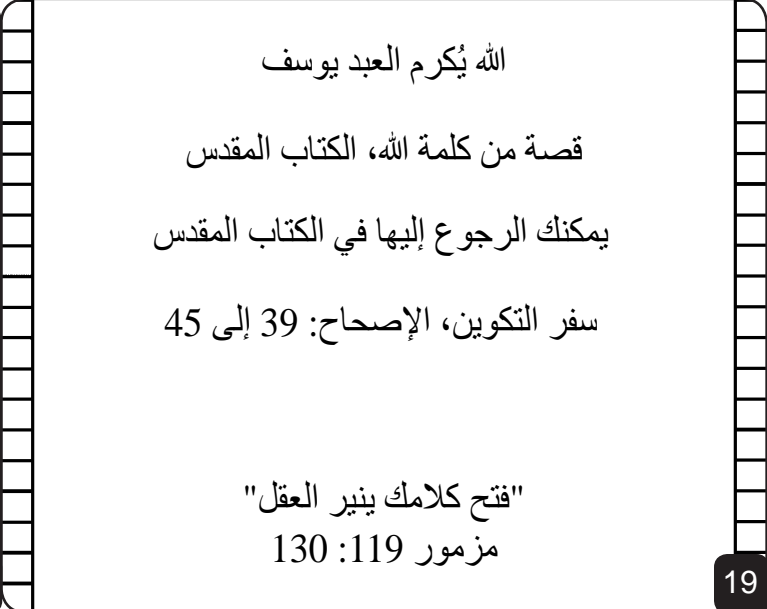 الله يُكرم العبد يوسف
قصة من كلمة الله، الكتاب المقدس
يمكنك الرجوع إليها في الكتاب المقدس
سفر التكوين، الإصحاح: 39 إلى 45
"فتح كلامك ينير العقل"
مزمور 119: 130
19